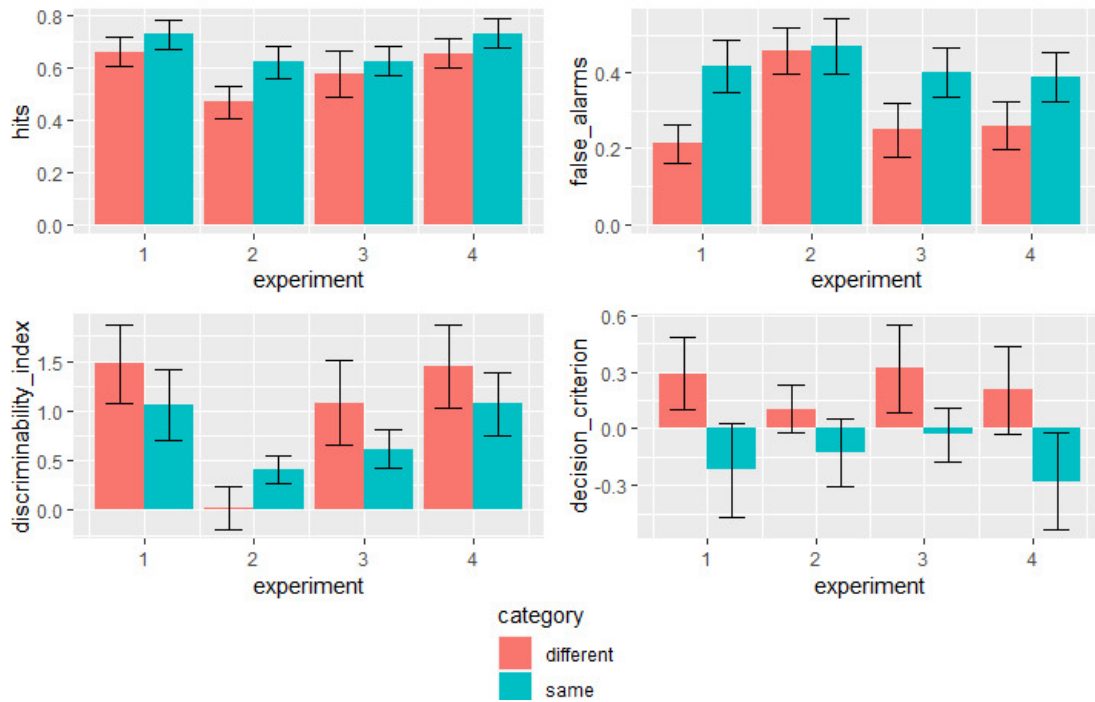 hits
0.8
0.6
0.4
0.2
0.0
1 2 3 4
experiment
false_alarms
0.4
0.2
0.0
1 2 3 4
experiment
discriminability_index
1.5
1.0
0.5
0.0
1 2 3 4
experiment
decision_criterion
0.6
0.3
0.0
-0.3
1 2 3 4
experiment
category
different
same